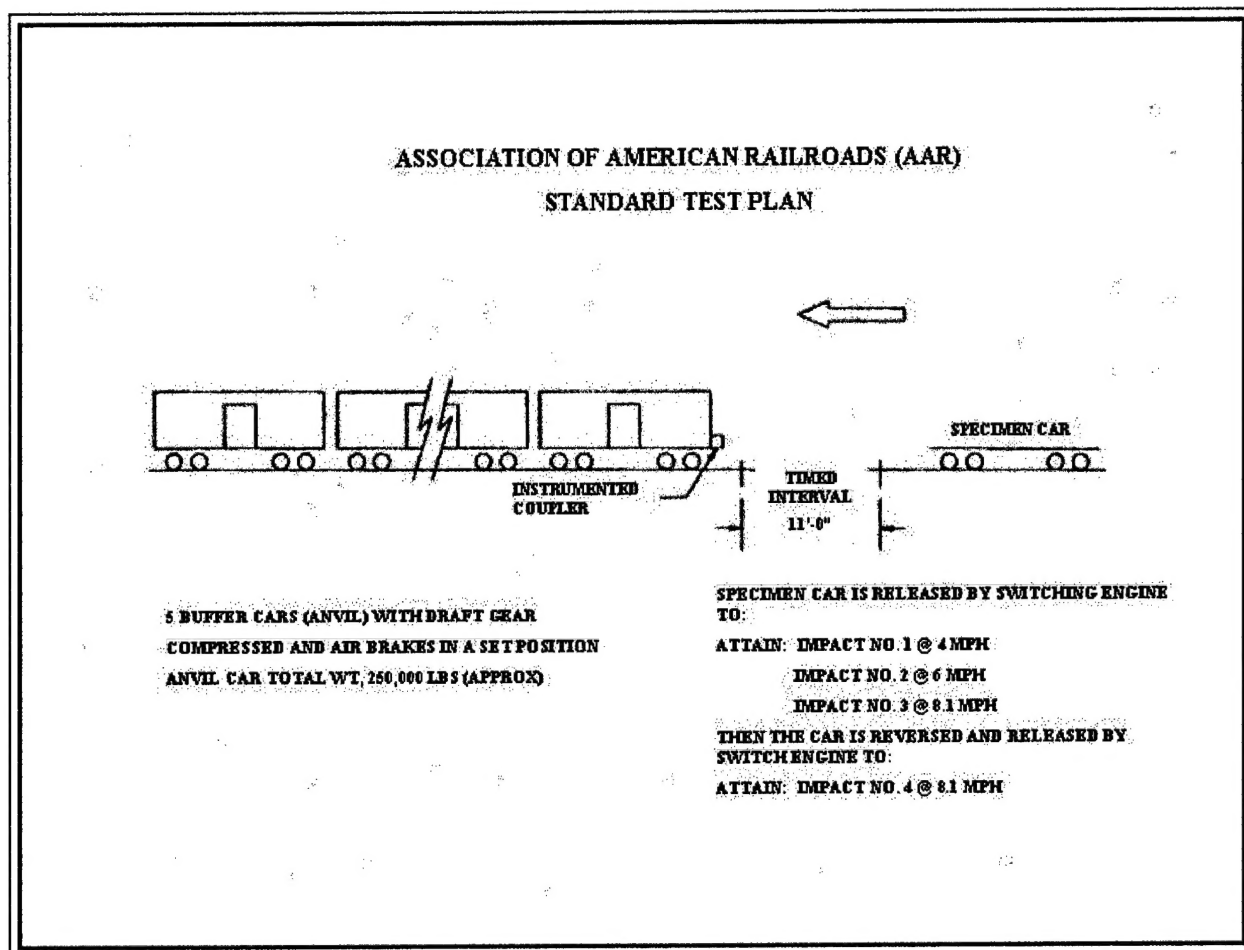 ASSOCIATION OF AMERICAN RAILROADS (AAR)
STANDARD TEST PLAN
SPECIMEN CAR
INSTRUMENTED
COUPLER
TIMED
INTERVAL
11'-0"
5 BUFFER CARS (ANVIL) WITH DRAFT GEAR
COMPRESSED AND AIR BRAKES IN A SET POSITION
ANVIL CAR TOTAL WT, 250,000 LBS (APPROX)
SPECIMEN CAR IS RELEASED BY SWITCHING ENGINE
TO:
ATTAIN: IMPACT NO. 1 @ 4 MPH
IMPACT NO. 2 @ 6 MPH
IMPACT NO. 3 @ 8.1 MPH
THEN THE CAR IS REVERSED AND RELEASED BY
SWITCH ENGINE TO:
ATTAIN: IMPACT NO. 4 @ 8.1 MPH